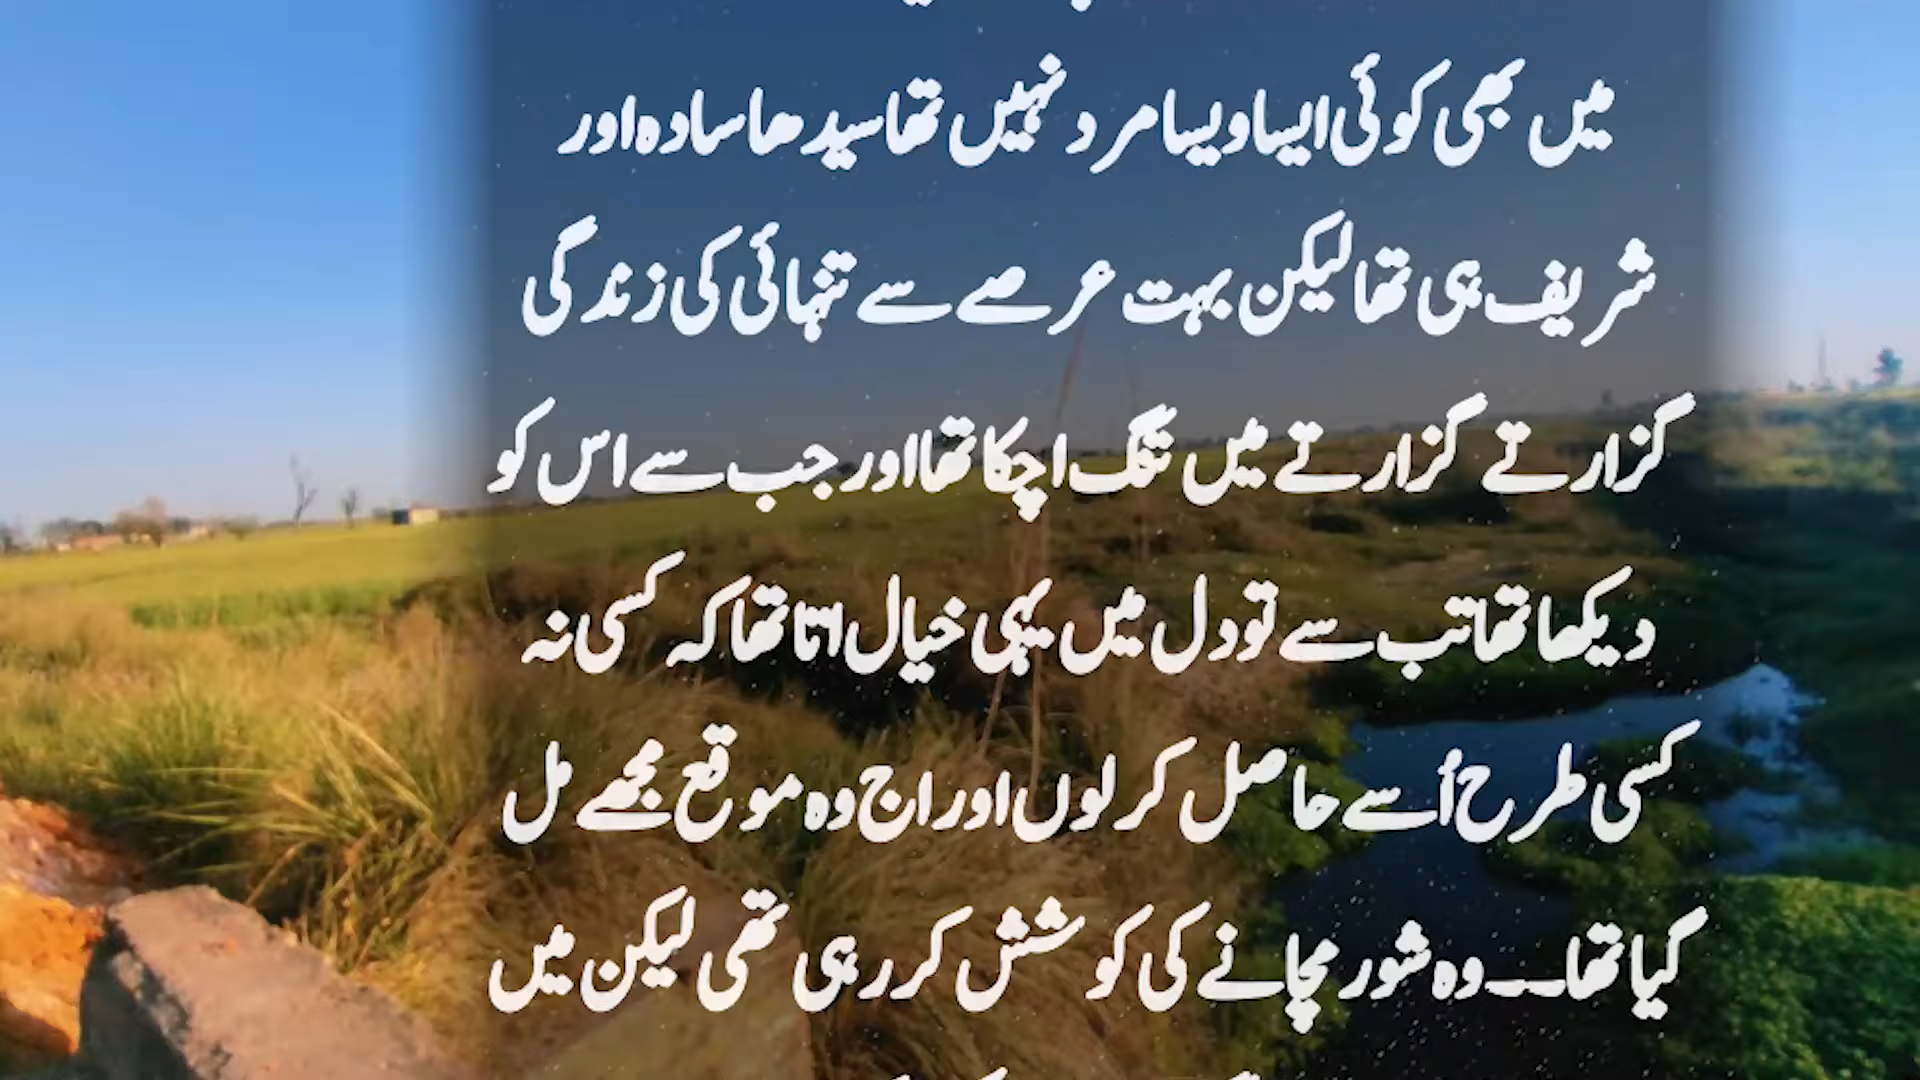 میں بھی کوئی ایسا ویسا مرد نہیں تھا سیدھا سادہ اور
شریف ہی تھا لیکن بہت عرصے سے تنہائی کی زندگی
گزارتے گزارتے میں تنگ اچکا تھا اور جب سے اس کو
دیکھا تھا تب سے تو دل میں یہی خیال اتا تھا کہ کسی نہ
کسی طرح اُسے حاصل کر لوں اور اج وہ موقع مجھے مل
گیا تھا۔۔۔ وہ شور مچانے کی کوشش کر رہی تھی لیکن میں